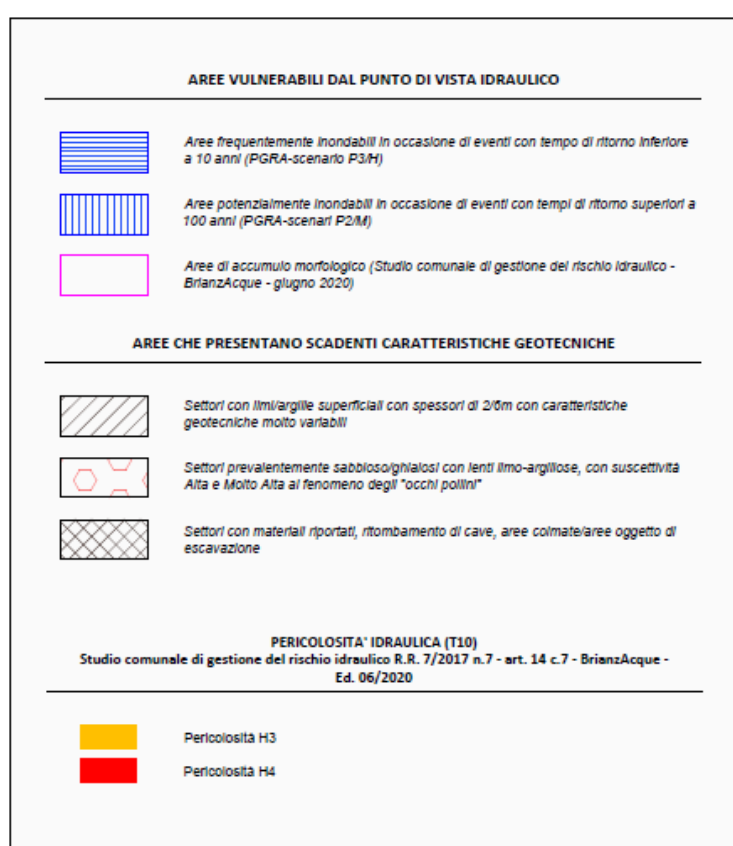 AREE VULNERABILI DAL PUNTO DI VISTA IDRAULICO
Aree frequentemente inondabili in occasione di eventi con tempo di ritorno inferiore
a 10 anni (PGRA-scenario P3/H)
Aree potenzialmente inondabili in occasione di eventi con tempi di ritorno superiori a
100 anni (PGRA-scenari P2/M)
Aree di accumulo morfologico (Studio comunale di gestione del rischio idraulico -
BrianzAcque - giugno 2020)
AREE CHE PRESENTANO SCADENTI CARATTERISTICHE GEOTECNICHE
Settori con limi/argille superficiali con spessori di 2/6m con caratteristiche
geotecniche molto variabili
Settori prevalentemente sabbioso/ghiaiosi con lenti limo-argillose, con suscettività
Alta e Molto Alta al fenomeno degli "occhi pollini"
Settori con materiali riportati, ritombamento di cave, aree colmate/aree oggetto di
escavazione
PERICOLOSITA' IDRAULICA (T10)
Studio comunale di gestione del rischio idraulico R.R. 7/2017 n.7 - art. 14 c.7 - BrianzAcque -
Ed. 06/2020
Pericolosità H3
Pericolosità H4